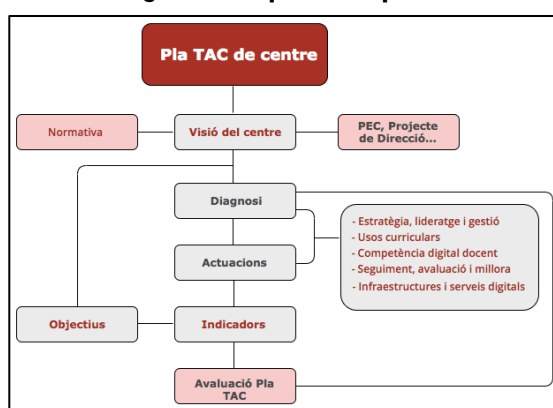 Pla TAC de centre
Normativa
Visió del centre
PEC, Projecte
de Direcció...
Diagnosi
- Estratègia, lideratge i gestió
- Usos curriculars
- Competència digital docent
- Seguiment, avaluació i millora
- Infraestructures i serveis digitals
Actuacions
Objectius
Indicadors
Avaluació Pla
TAC